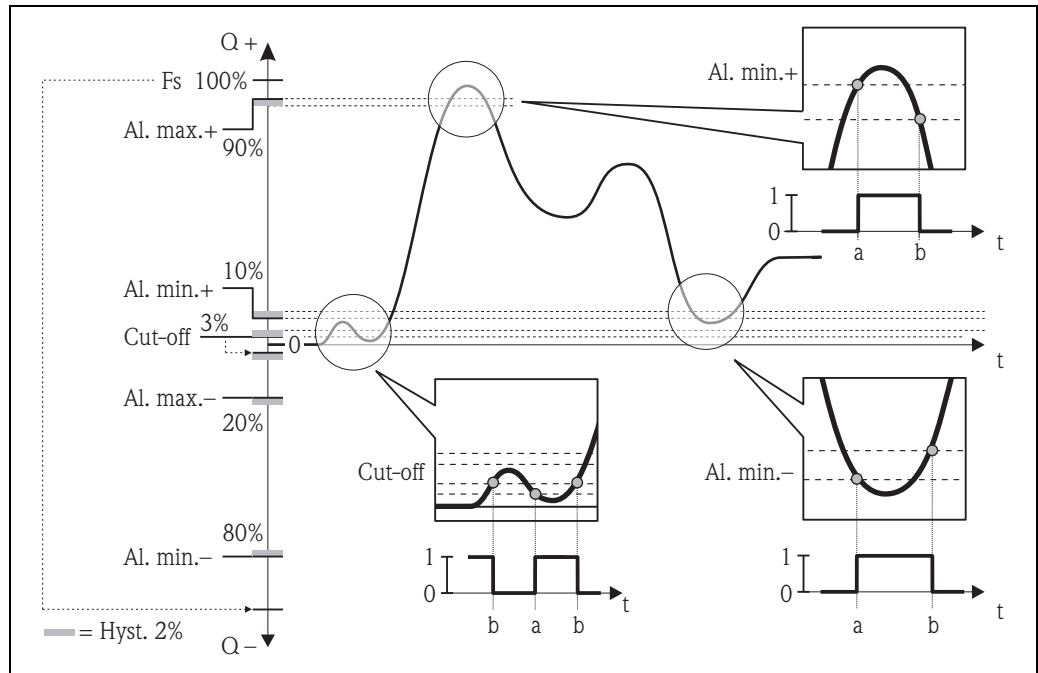 Q +
Fs 100%
Al. max.+
90%
10%
Al. min.+
3%
Cut-off
0
t
Al. max.–
20%
80%
Al. min.–
= Hyst. 2%
Q –
Al. min.+
1
0
t
a b
Cut-off
1
0
t
b a b
Al. min.–
1
0
t
a b